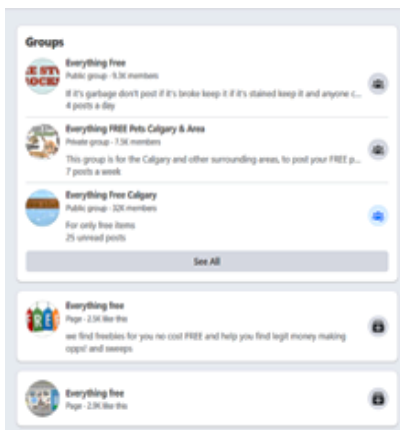 Groups
Everything Free
Public group · 9.3K members
If it's garbage don't post if it's broke keep it if it's stained keep it and anyone c...
4 posts a day
Everything FREE Pets Calgary & Area
Private group · 7.5K members
This group is for the Calgary and other surrounding areas, to post your FREE p...
7 posts a week
Everything Free Calgary
Public group · 32K members
For only free items
25 unread posts
See All
FREE
Everything free
Page · 2.5K like this
we find freebies for you no cost FREE and help you find legit money making
opps! and sweeps.
Everything free
Page · 2.9K like this